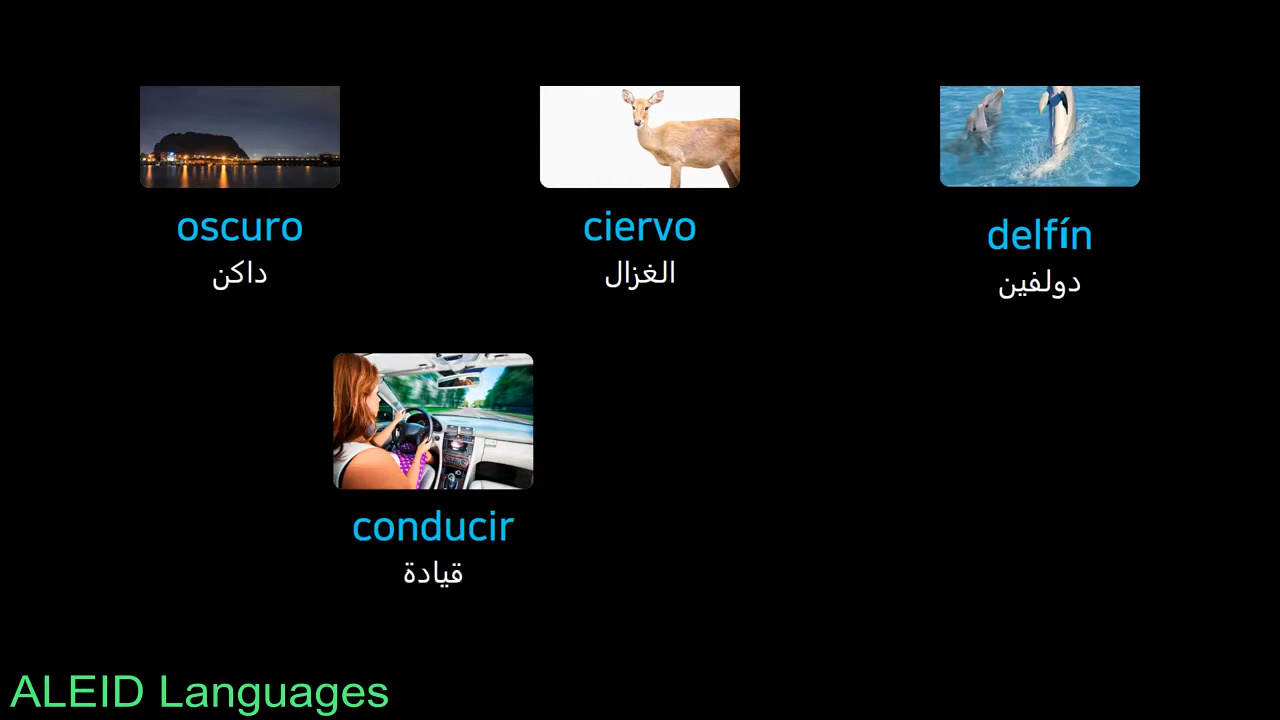 oscuro
داكن
ciervo
الغزال
delfín
دولفين
conducir
قيادة
ALEID Languages